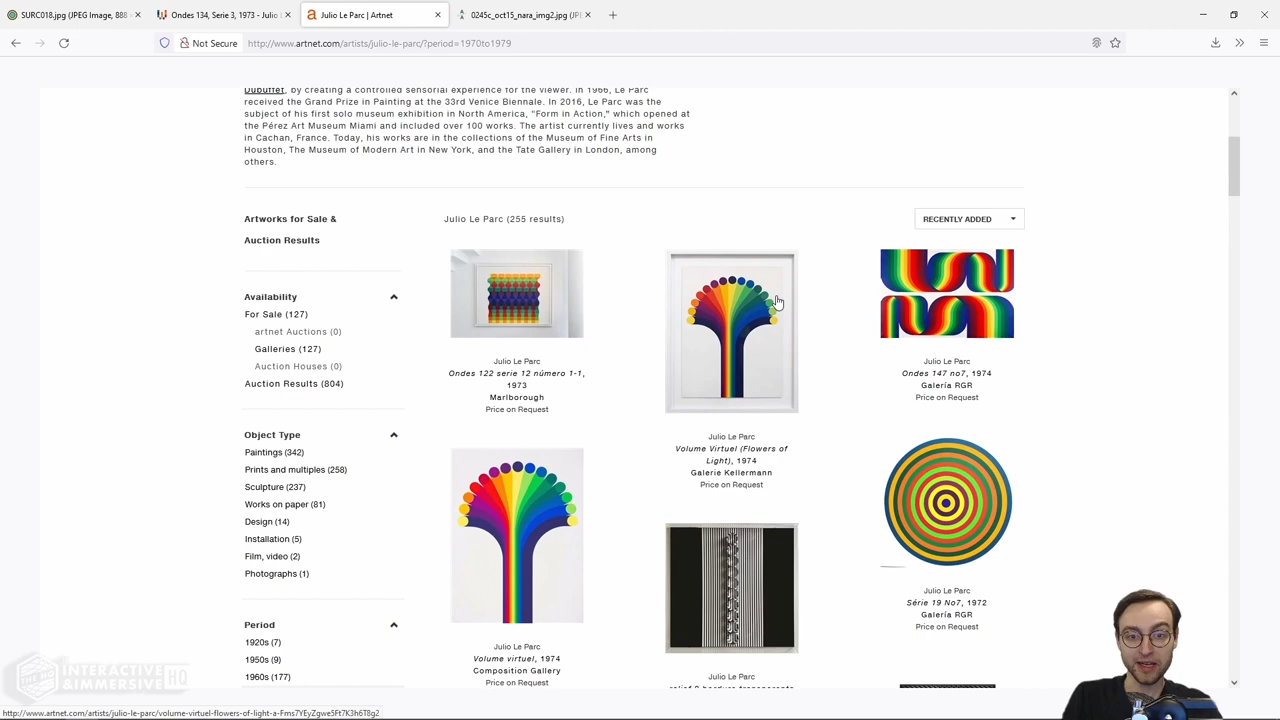 SURC018.jpg (JPEG Image, 888
Ondes 134, Serie 3, 1973 - Julio
Julio Le Parc | Artnet
0245c_oct15_nara_img2.jpg (JPE
Not Secure
http://www.artnet.com/artists/julio-le-parc/?period=1970to1979
Dubuffet, by creating a controlled sensorial experience for the viewer. In 1966, Le Parc
received the Grand Prize in Painting at the 33rd Venice Biennale. In 2016, Le Parc was the
subject of his first solo museum exhibition in North America, "Form in Action," which opened
at the Pérez Art Museum Miami and included over 100 works. The artist currently lives and works
in Cachan, France. Today, his works are in the collections of the Museum of Fine Arts in
Houston, The Museum of Modern Art in New York, and the Tate Gallery in London, among
others.
Artworks for Sale &
Auction Results
Availability
For Sale (127)
artnet Auctions (0)
Galleries (127)
Auction Houses (0)
Auction Results (804)
Object Type
Paintings (342)
Prints and multiples (258)
Sculpture (237)
Works on paper (81)
Design (14)
Installation (5)
Film, video (2)
Photographs (1)
Period
1920s (7)
1950s (9)
1960s (177)
Julio Le Parc (255 results)
RECENTLY ADDED
Julio Le Parc
Ondes 122 serie 12 número 1-1,
1973
Marlborough
Price on Request
Julio Le Parc
Volume Virtuel (Flowers of
Light), 1974
Galerie Kellermann
Price on Request
Julio Le Parc
Ondes 147 no7, 1974
Galería RGR
Price on Request
Julio Le Parc
Volume virtuel, 1974
Composition Gallery
Price on Request
Julio Le Parc
Julio Le Parc
Série 19 No7, 1972
Galería RGR
Price on Request
THE HQ
INTERACTIVE
& IMMERSIVE HQ
http://www.artnet.com/artists/julio-le-parc/volume-virtuel-flowers-of-light-a-Fms7YEyZgwe5Ft7K3h6T8g2